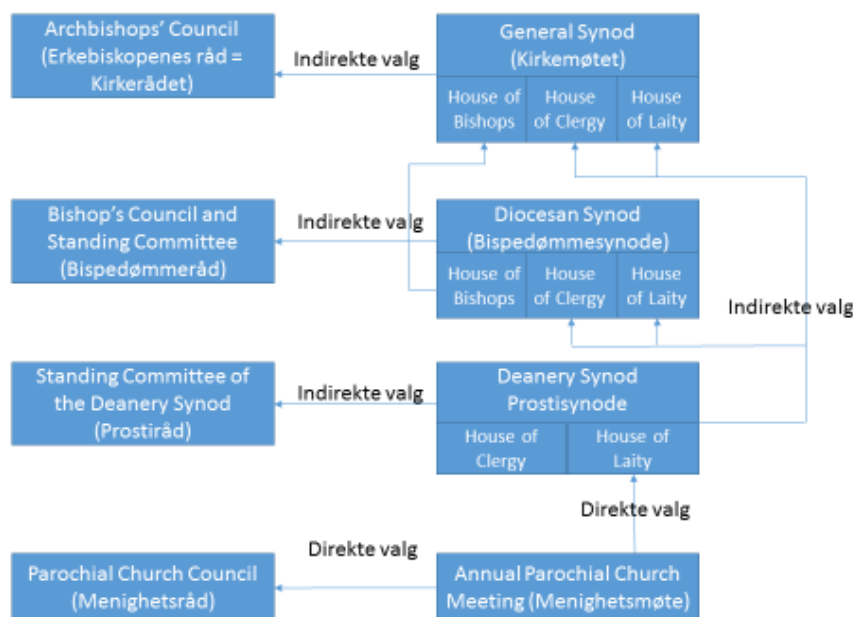 Archbishops' Council
(Erkebiskopenes råd =
Kirkerådet)
Indirekte valg
General Synod
(Kirkemøtet)
House of
Bishops
House
of Clergy
House
of Laity
Bishop's Council and
Standing Committee
(Bispedømmeråd)
Indirekte valg
Diocesan Synod
(Bispedømmesynode)
House of
Bishops
House
of Clergy
House
of Laity
Indirekte valg
Standing Committee of
the Deanery Synod
(Prostiråd)
Indirekte valg
Deanery Synod
Prostisynode
House of
Clergy
House of
Laity
Direkte valg
Parochial Church Council
(Menighetsråd)
Direkte valg
Annual Parochial Church
Meeting (Menighetsmøte)